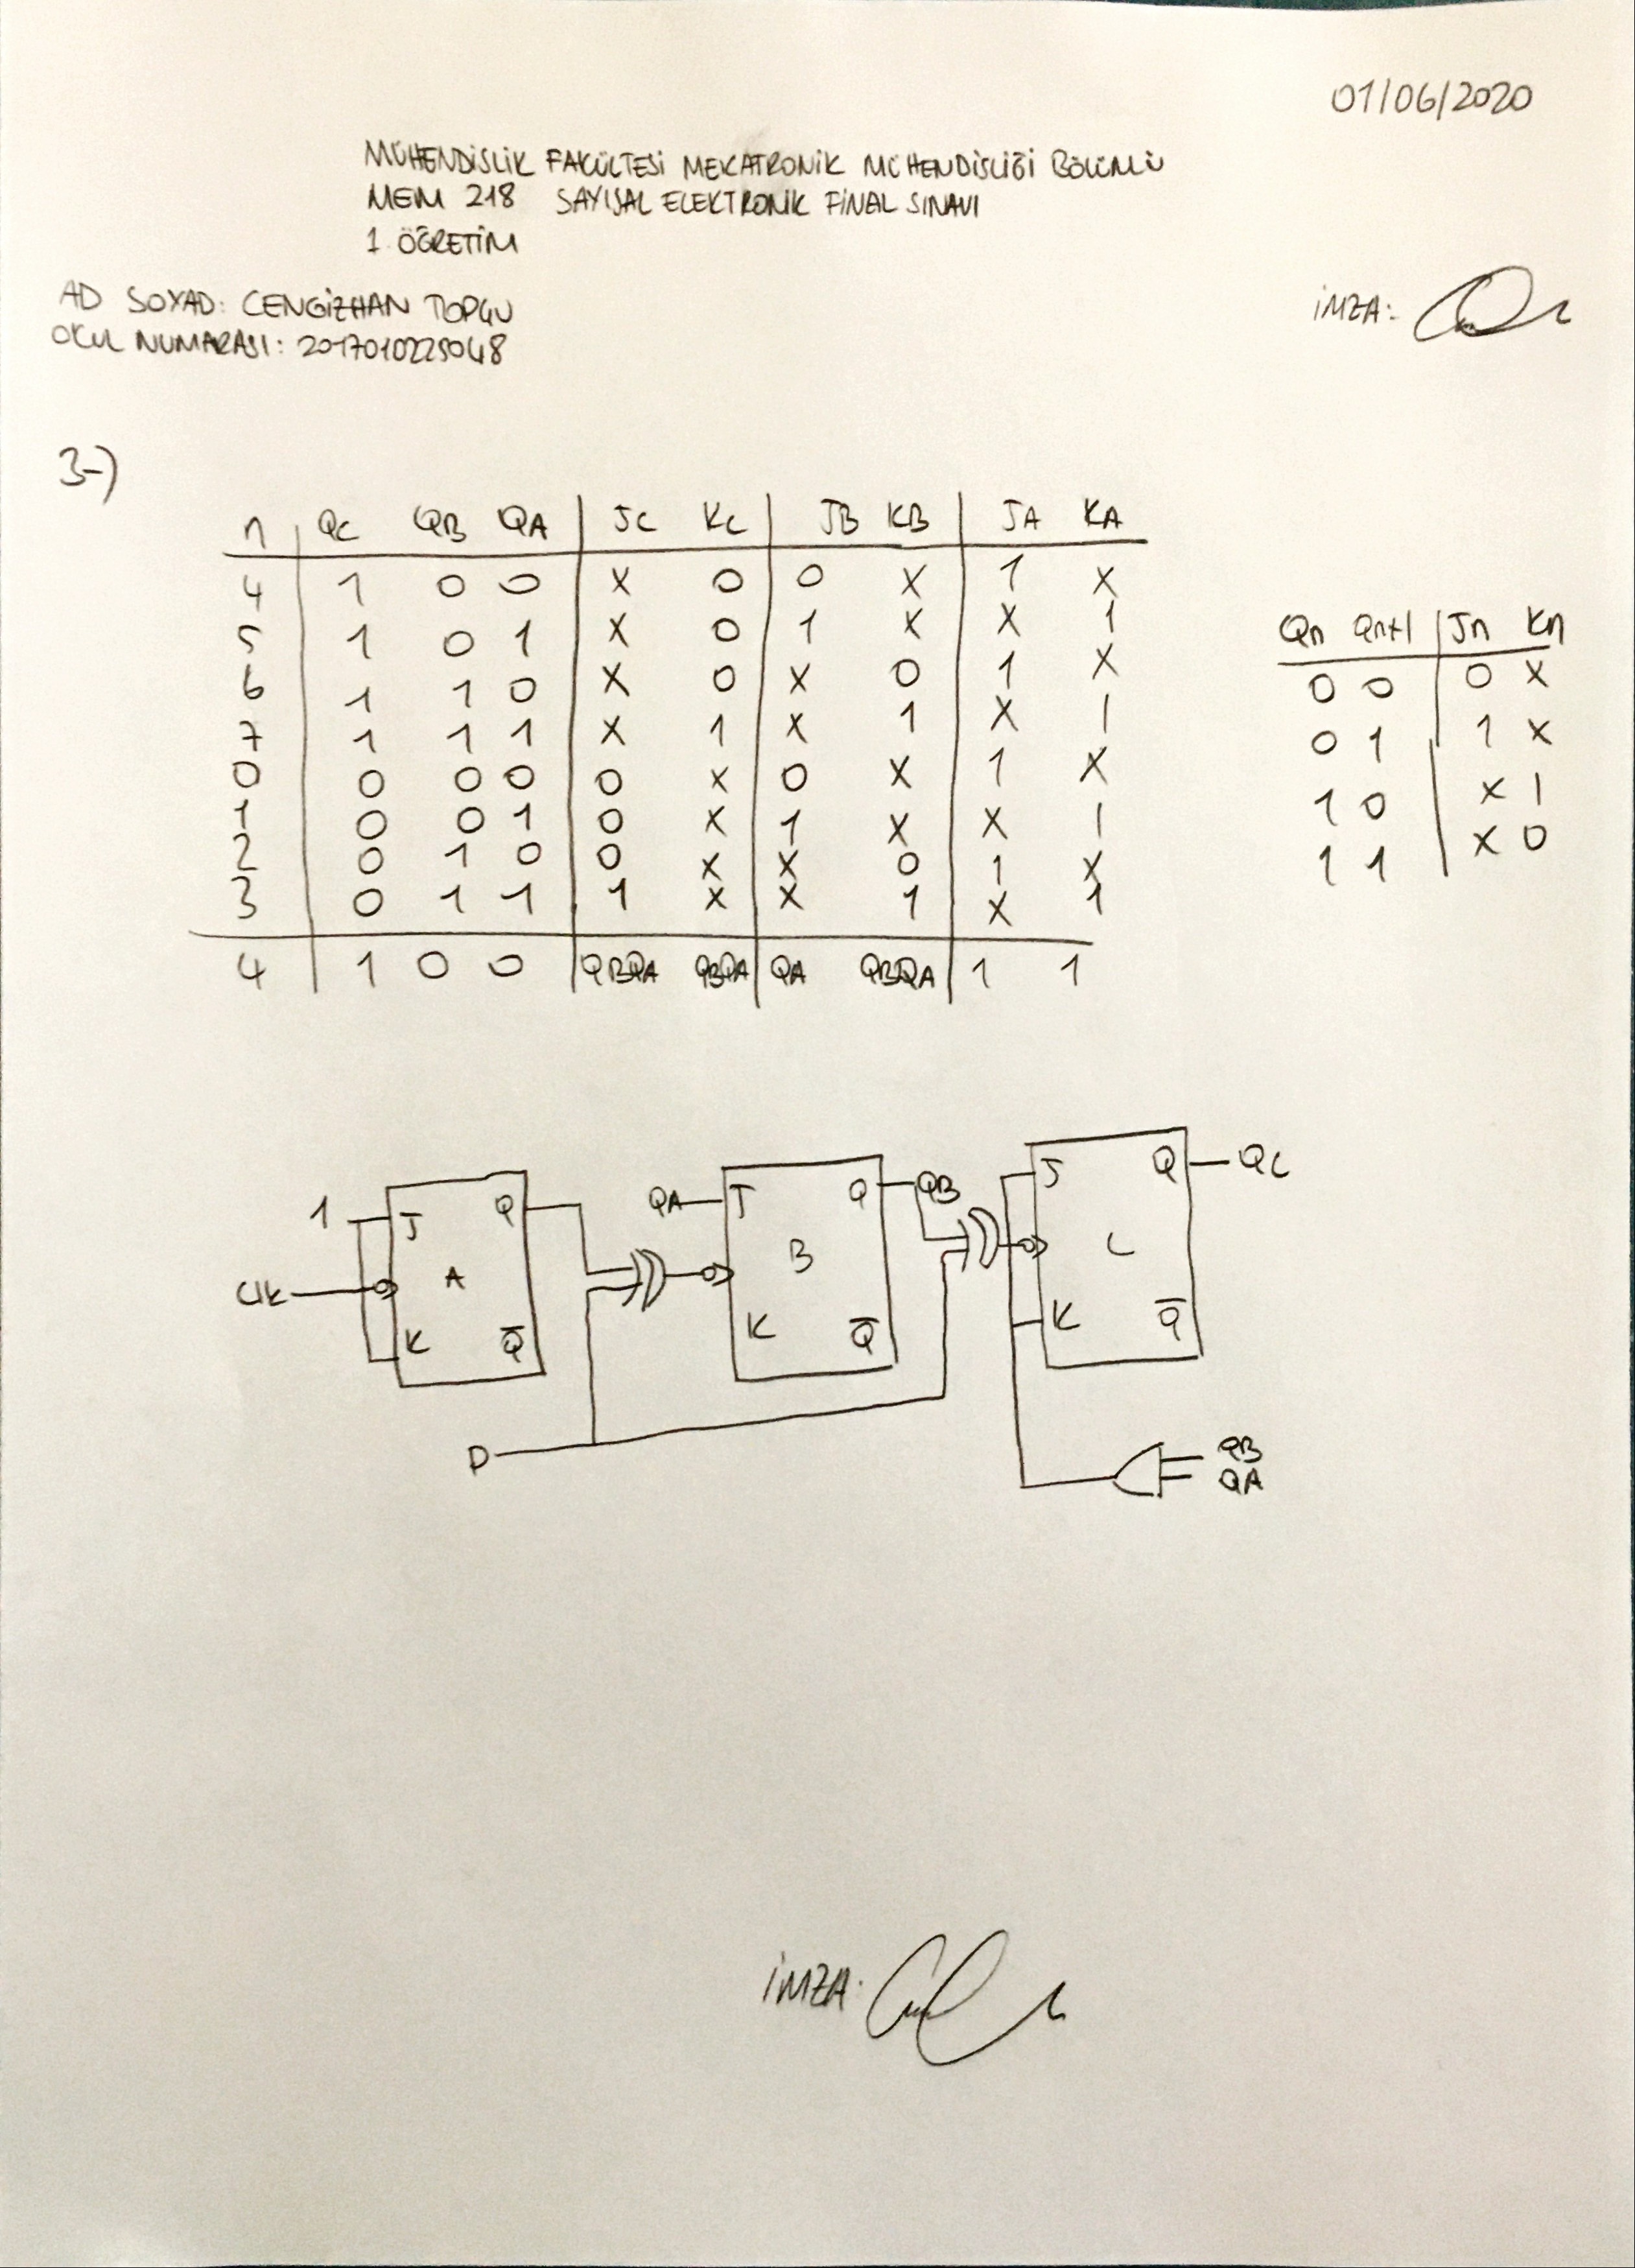 01/06/2020
MÜHENDİSLİK FAKÜLTESİ MEKATRONİK MÜHENDİSLİĞİ BÖLÜMÜ
MEM 218 SAYISAL ELEKTRONİK FİNAL SINAVI
1. ÖĞRETİM
AD SOYAD: CENGİZHAN TOPÇU
İMZA:
OKUL NUMARASI: 20170102225048
3-)
n QC QB QA JC KC JB KB JA KA
4 1 0 0 X 0 0 X 1 X
5 1 0 1 X 0 1 X X 1
6 1 1 0 X 0 X 0 1 X
7 1 1 1 X 1 X 1 X 1
0 0 0 0 0 X 0 X 1 X
1 0 0 1 0 X 1 X X 1
2 0 1 0 0 X X 0 1 X
3 0 1 1 1 X X 1 X 1
4 1 0 0 QBQA QBQA QA QBQA 1 1
Qn Qn+1 Jn Kn
0 0 0 X
0 1 1 X
1 0 X 1
1 1 X 0
1 J Q QA J Q QB J Q QC
CLK A B C
K Q̅ K Q̅ K Q̅
D
QB
QA
İMZA: